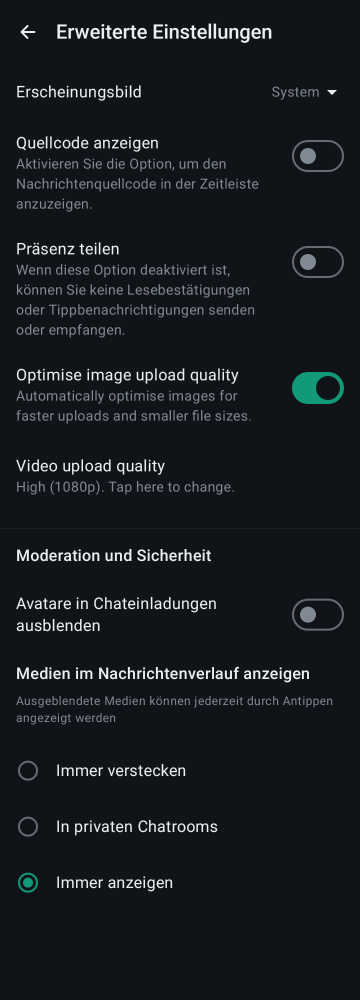 Erweiterte Einstellungen
Erscheinungsbild
System
Quellcode anzeigen
Aktivieren Sie die Option, um den
Nachrichtenquellcode in der Zeitleiste
anzuzeigen.
Präsenz teilen
Wenn diese Option deaktiviert ist,
können Sie keine Lesebestätigungen
oder Tippbenachrichtigungen senden
oder empfangen.
Optimise image upload quality
Automatically optimise images for
faster uploads and smaller file sizes.
Video upload quality
High (1080p). Tap here to change.
Moderation und Sicherheit
Avatare in Chateinladungen
ausblenden
Medien im Nachrichtenverlauf anzeigen
Ausgeblendete Medien können jederzeit durch Antippen
angezeigt werden
Immer verstecken
In privaten Chatrooms
Immer anzeigen